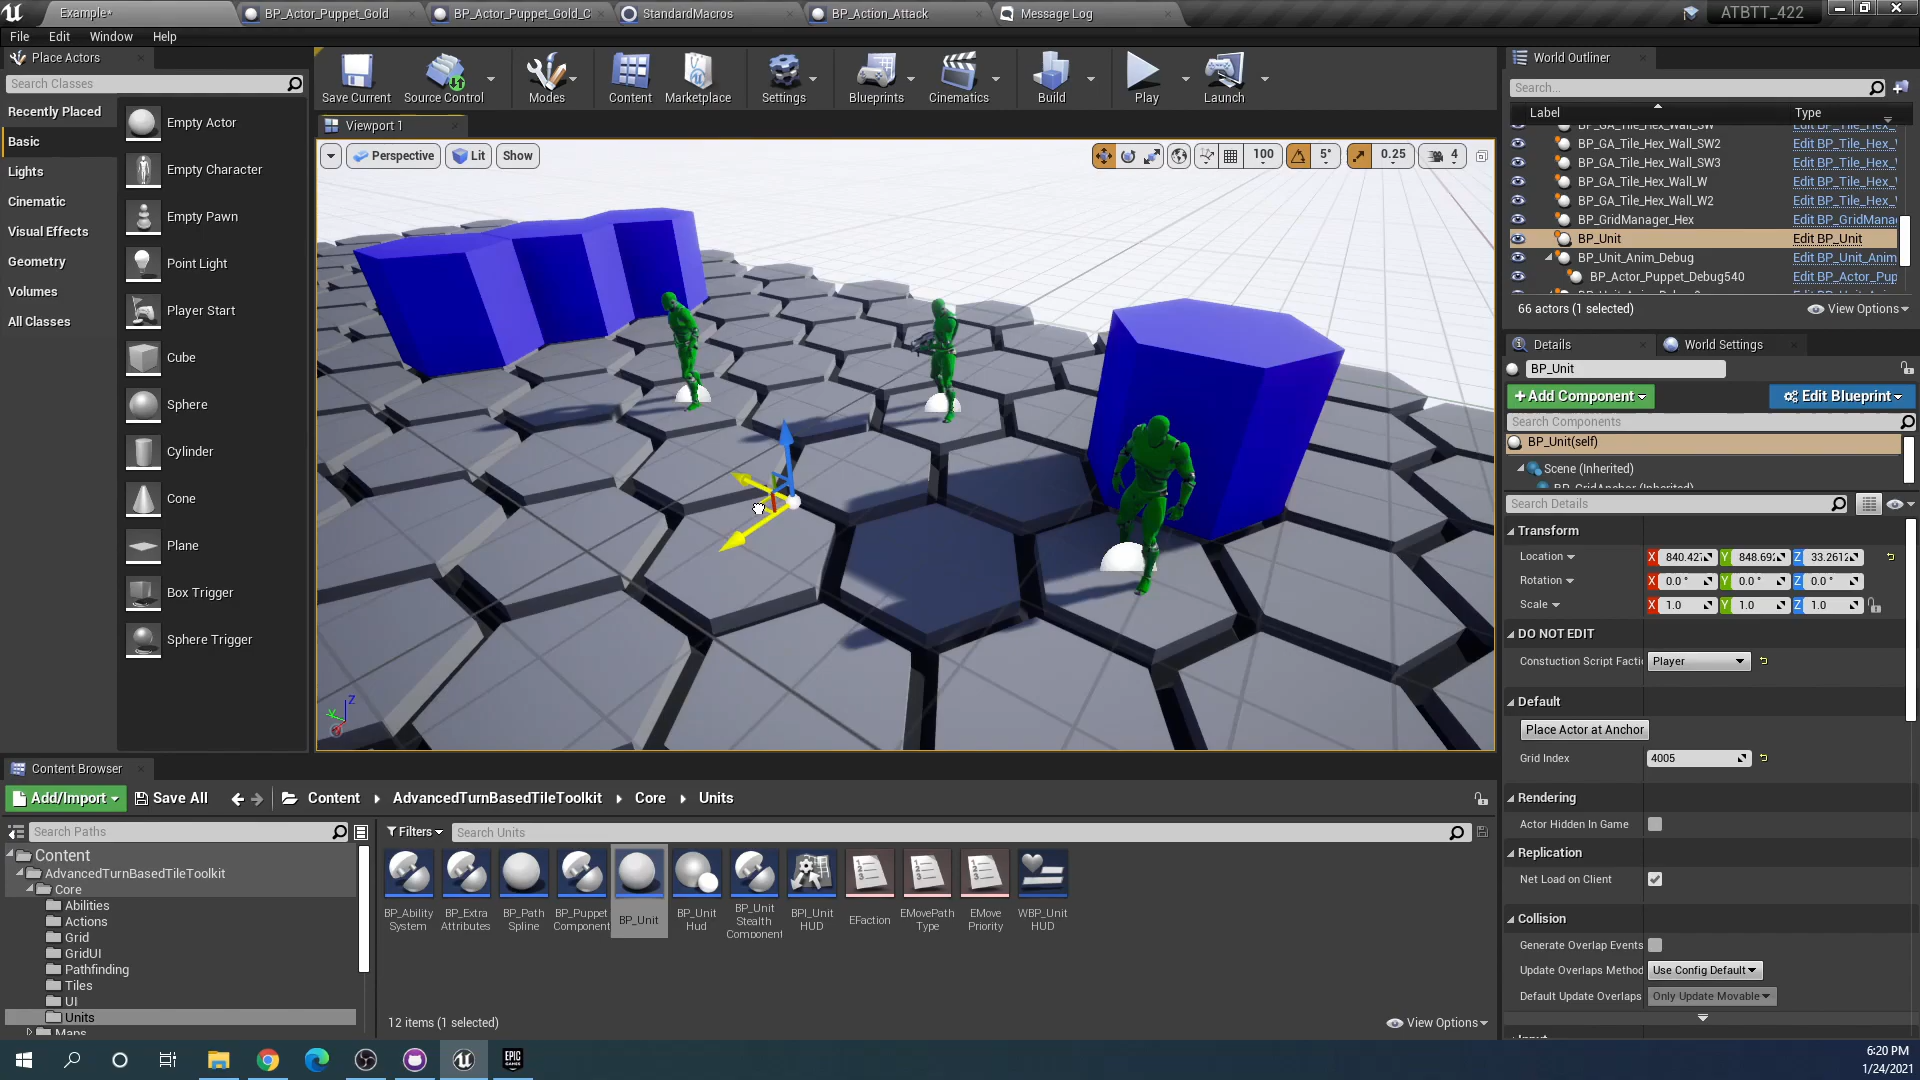 Example*
BP_Actor_Puppet_Gold
BP_Actor_Puppet_Gold_C
StandardMacros
BP_Action_Attack
Message Log
ATBTT_422
File Edit Window Help
Place Actors
Search Classes
Recently Placed
Basic
Lights
Cinematic
Visual Effects
Geometry
Volumes
All Classes
Empty Actor
Empty Character
Empty Pawn
Point Light
Player Start
Cube
Sphere
Cylinder
Cone
Plane
Box Trigger
Sphere Trigger
Save Current
Source Control
Modes
Content
Marketplace
Settings
Blueprints
Cinematics
Build
Play
Launch
Viewport 1
Perspective
Lit
Show
100
5°
0.25
4
Z
Y
World Outliner
Search...
Label
Type
BP_GA_Tile_Hex_Wall_SW Edit BP_Tile_Hex_
BP_GA_Tile_Hex_Wall_SW2 Edit BP_Tile_Hex_
BP_GA_Tile_Hex_Wall_SW3 Edit BP_Tile_Hex_
BP_GA_Tile_Hex_Wall_W Edit BP_Tile_Hex_
BP_GA_Tile_Hex_Wall_W2 Edit BP_Tile_Hex_
BP_GridManager_Hex Edit BP_GridMana
BP_Unit Edit BP_Unit
BP_Unit_Anim_Debug Edit BP_Unit_Anim
BP_Actor_Puppet_Debug540 Edit BP_Actor_Pup
66 actors (1 selected)
View Options
Details
World Settings
BP_Unit
+Add Component
Edit Blueprint
Search Components
BP_Unit(self)
Scene (Inherited)
BP_GridAnchor (Inherited)
Search Details
Transform
Location X 840.427 Y 848.692 Z 33.2612
Rotation X 0.0 ° Y 0.0 ° Z 0.0 °
Scale X 1.0 Y 1.0 Z 1.0
DO NOT EDIT
Constuction Script Facti Player
Default
Place Actor at Anchor
Grid Index 4005
Rendering
Actor Hidden In Game
Replication
Net Load on Client
Collision
Generate Overlap Events
Update Overlaps Method Use Config Default
Default Update Overlaps Only Update Movable
Content Browser
Add/Import
Save All
Content
AdvancedTurnBasedTileToolkit
Core
Units
Search Paths
Filters
Search Units
Content
AdvancedTurnBasedTileToolkit
Core
Abilities
Actions
Grid
GridUI
Pathfinding
Tiles
UI
Units
Maps
BP_Ability System
BP_Extra Attributes
BP_Path Spline
BP_Puppet Component
BP_Unit
BP_Unit Hud
BP_Unit Stealth Component
BPI_Unit HUD
EFaction
EMovePath Type
EMove Priority
WBP_Unit HUD
12 items (1 selected)
View Options
EPIC GAMES
6:20 PM
1/24/2021